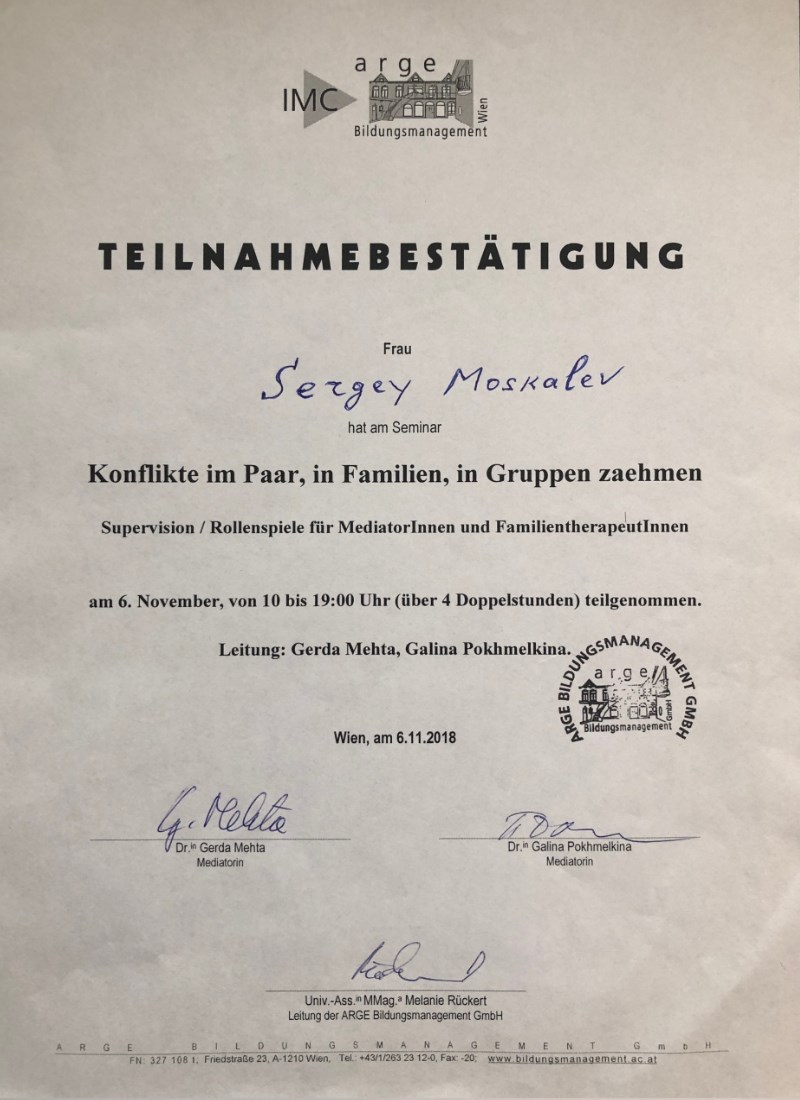 arge
IMC
Wien
Bildungsmanagement
TEILNAHMEBESTÄTIGUNG
Frau
Sergey Moskalev
hat am Seminar
Konflikte im Paar, in Familien, in Gruppen zaehmen
Supervision / Rollenspiele für MediatorInnen und FamilientherapeutInnen
am 6. November, von 10 bis 19:00 Uhr (über 4 Doppelstunden) teilgenommen.
Leitung: Gerda Mehta, Galina Pokhmelkina.
ARGE BILDUNGSMANAGEMENT GMBH
arge
Bildungsmanagement
GmbH
Wien, am 6.11.2018
G. Mehta
Dr.in Gerda Mehta
Mediatorin
Dr.in Galina Pokhmelkina
Mediatorin
Univ.-Ass.in MMag.a Melanie Rückert
Leitung der ARGE Bildungsmanagement GmbH
ARGE BILDUNGSMANAGEMENT GmbH
FN: 327 108 t, Friedstraße 23, A-1210 Wien, Tel.: +43/1/263 23 12-0, Fax: -20; www.bildungsmanagement.ac.at